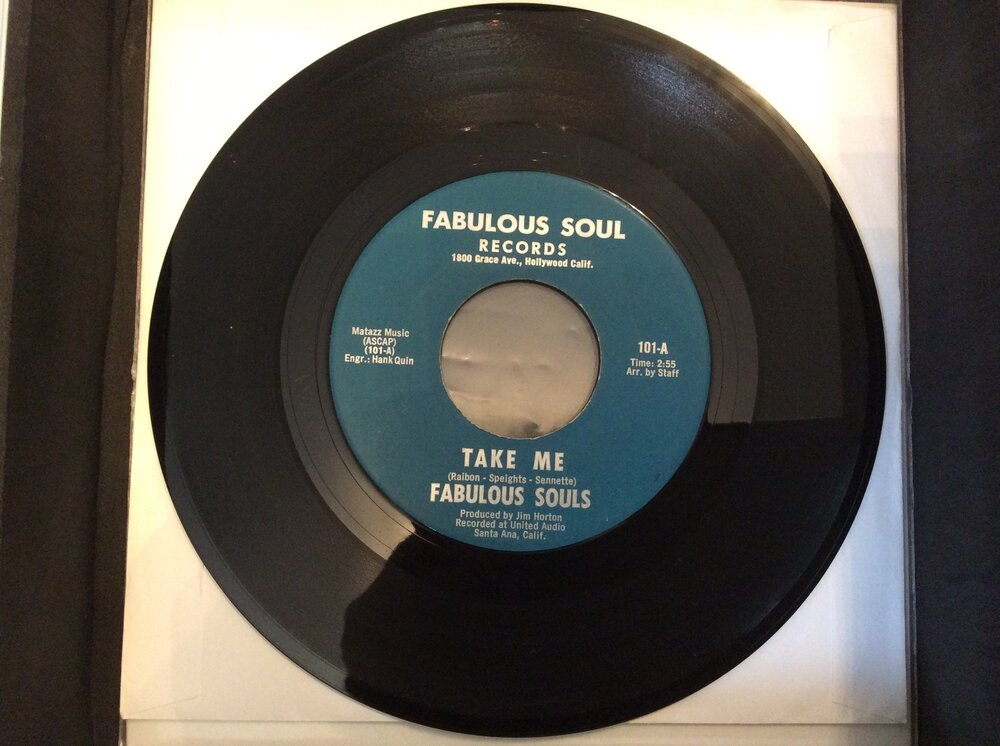 FABULOUS SOUL
RECORDS
1800 Grace Ave., Hollywood Calif.
Matazz Music
(ASCAP)
(101-A)
Engr.: Hank Quin
101-A
Time: 2:55
Arr. by Staff
TAKE ME
(Raibon - Speights - Sennette)
FABULOUS SOULS
Produced by Jim Horton
Recorded at United Audio
Santa Ana, Calif.